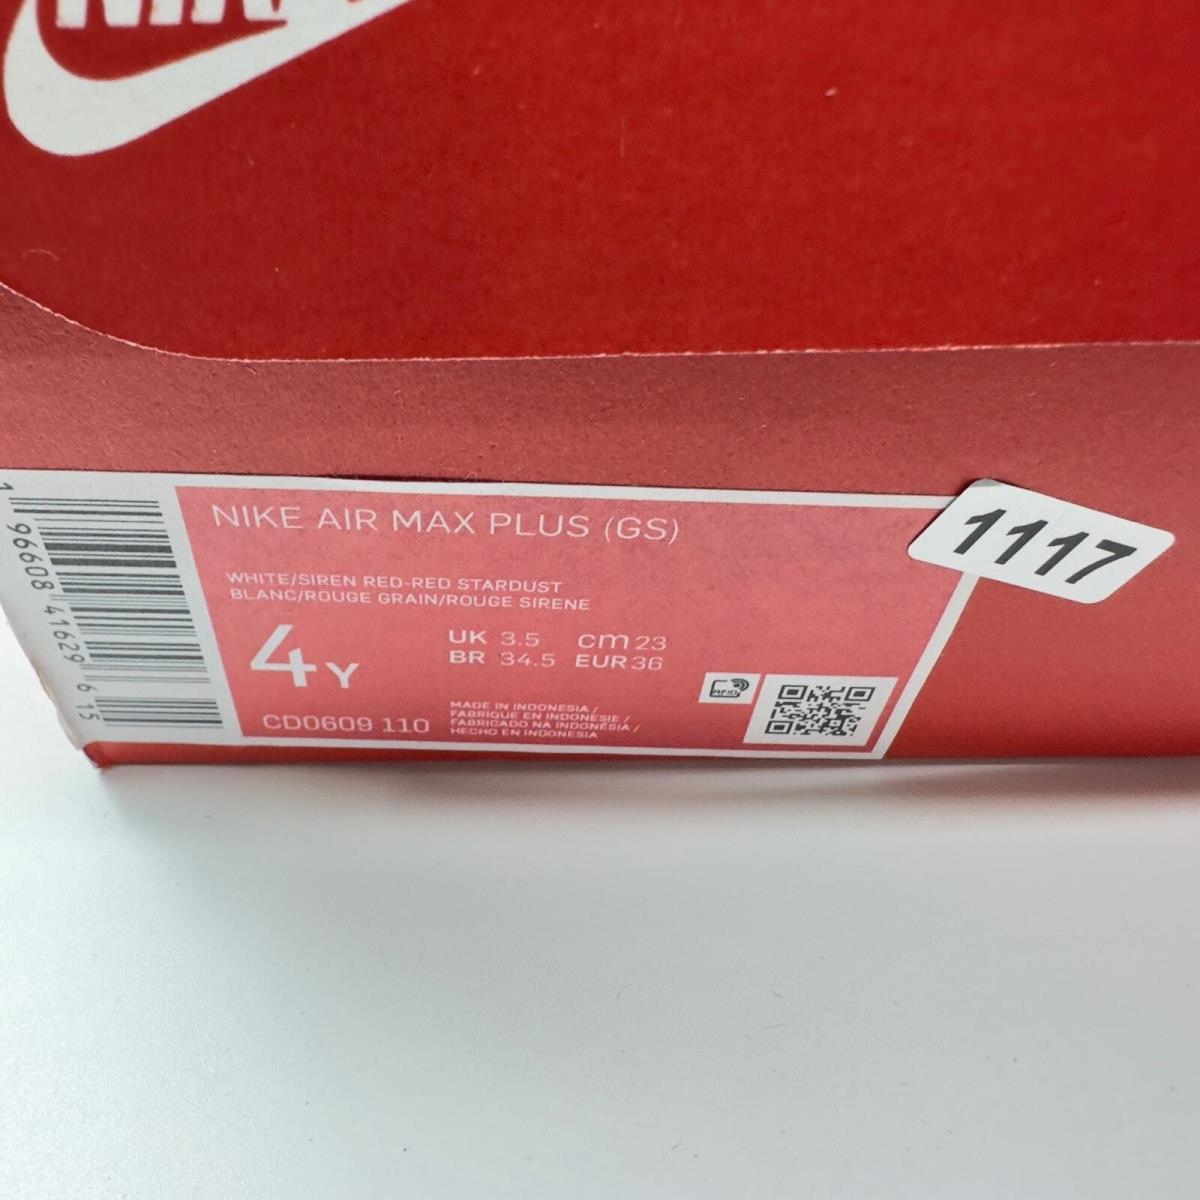 NIKE
NIKE AIR MAX PLUS (GS)
1117
WHITE/SIREN RED-RED STARDUST
BLANC/ROUGE GRAIN/ROUGE SIRENE
4Y
UK 3.5 cm 23
BR 34.5 EUR 36
CD0609 110
MADE IN INDONESIA /
FABRIQUE EN INDONESIE /
FABRICADO NA INDONÉSIA /
HECHO EN INDONESIA
RFID
1 96608 41629 6 15